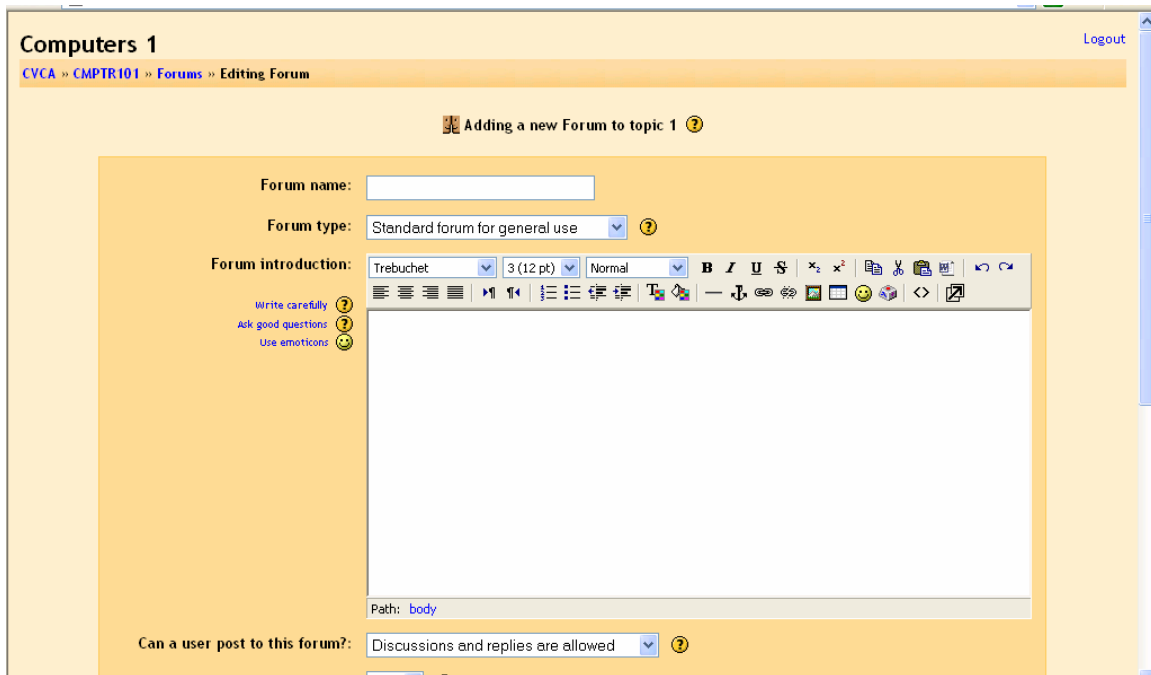 Computers 1
Logout
CVCA » CMPTR101 » Forums » Editing Forum
Adding a new Forum to topic 1
Forum name:
Forum type: Standard forum for general use
Forum introduction: Trebuchet 3 (12 pt) Normal B I U S x₂ x²
Write carefully
Ask good questions
Use emoticons
Path: body
Can a user post to this forum?: Discussions and replies are allowed